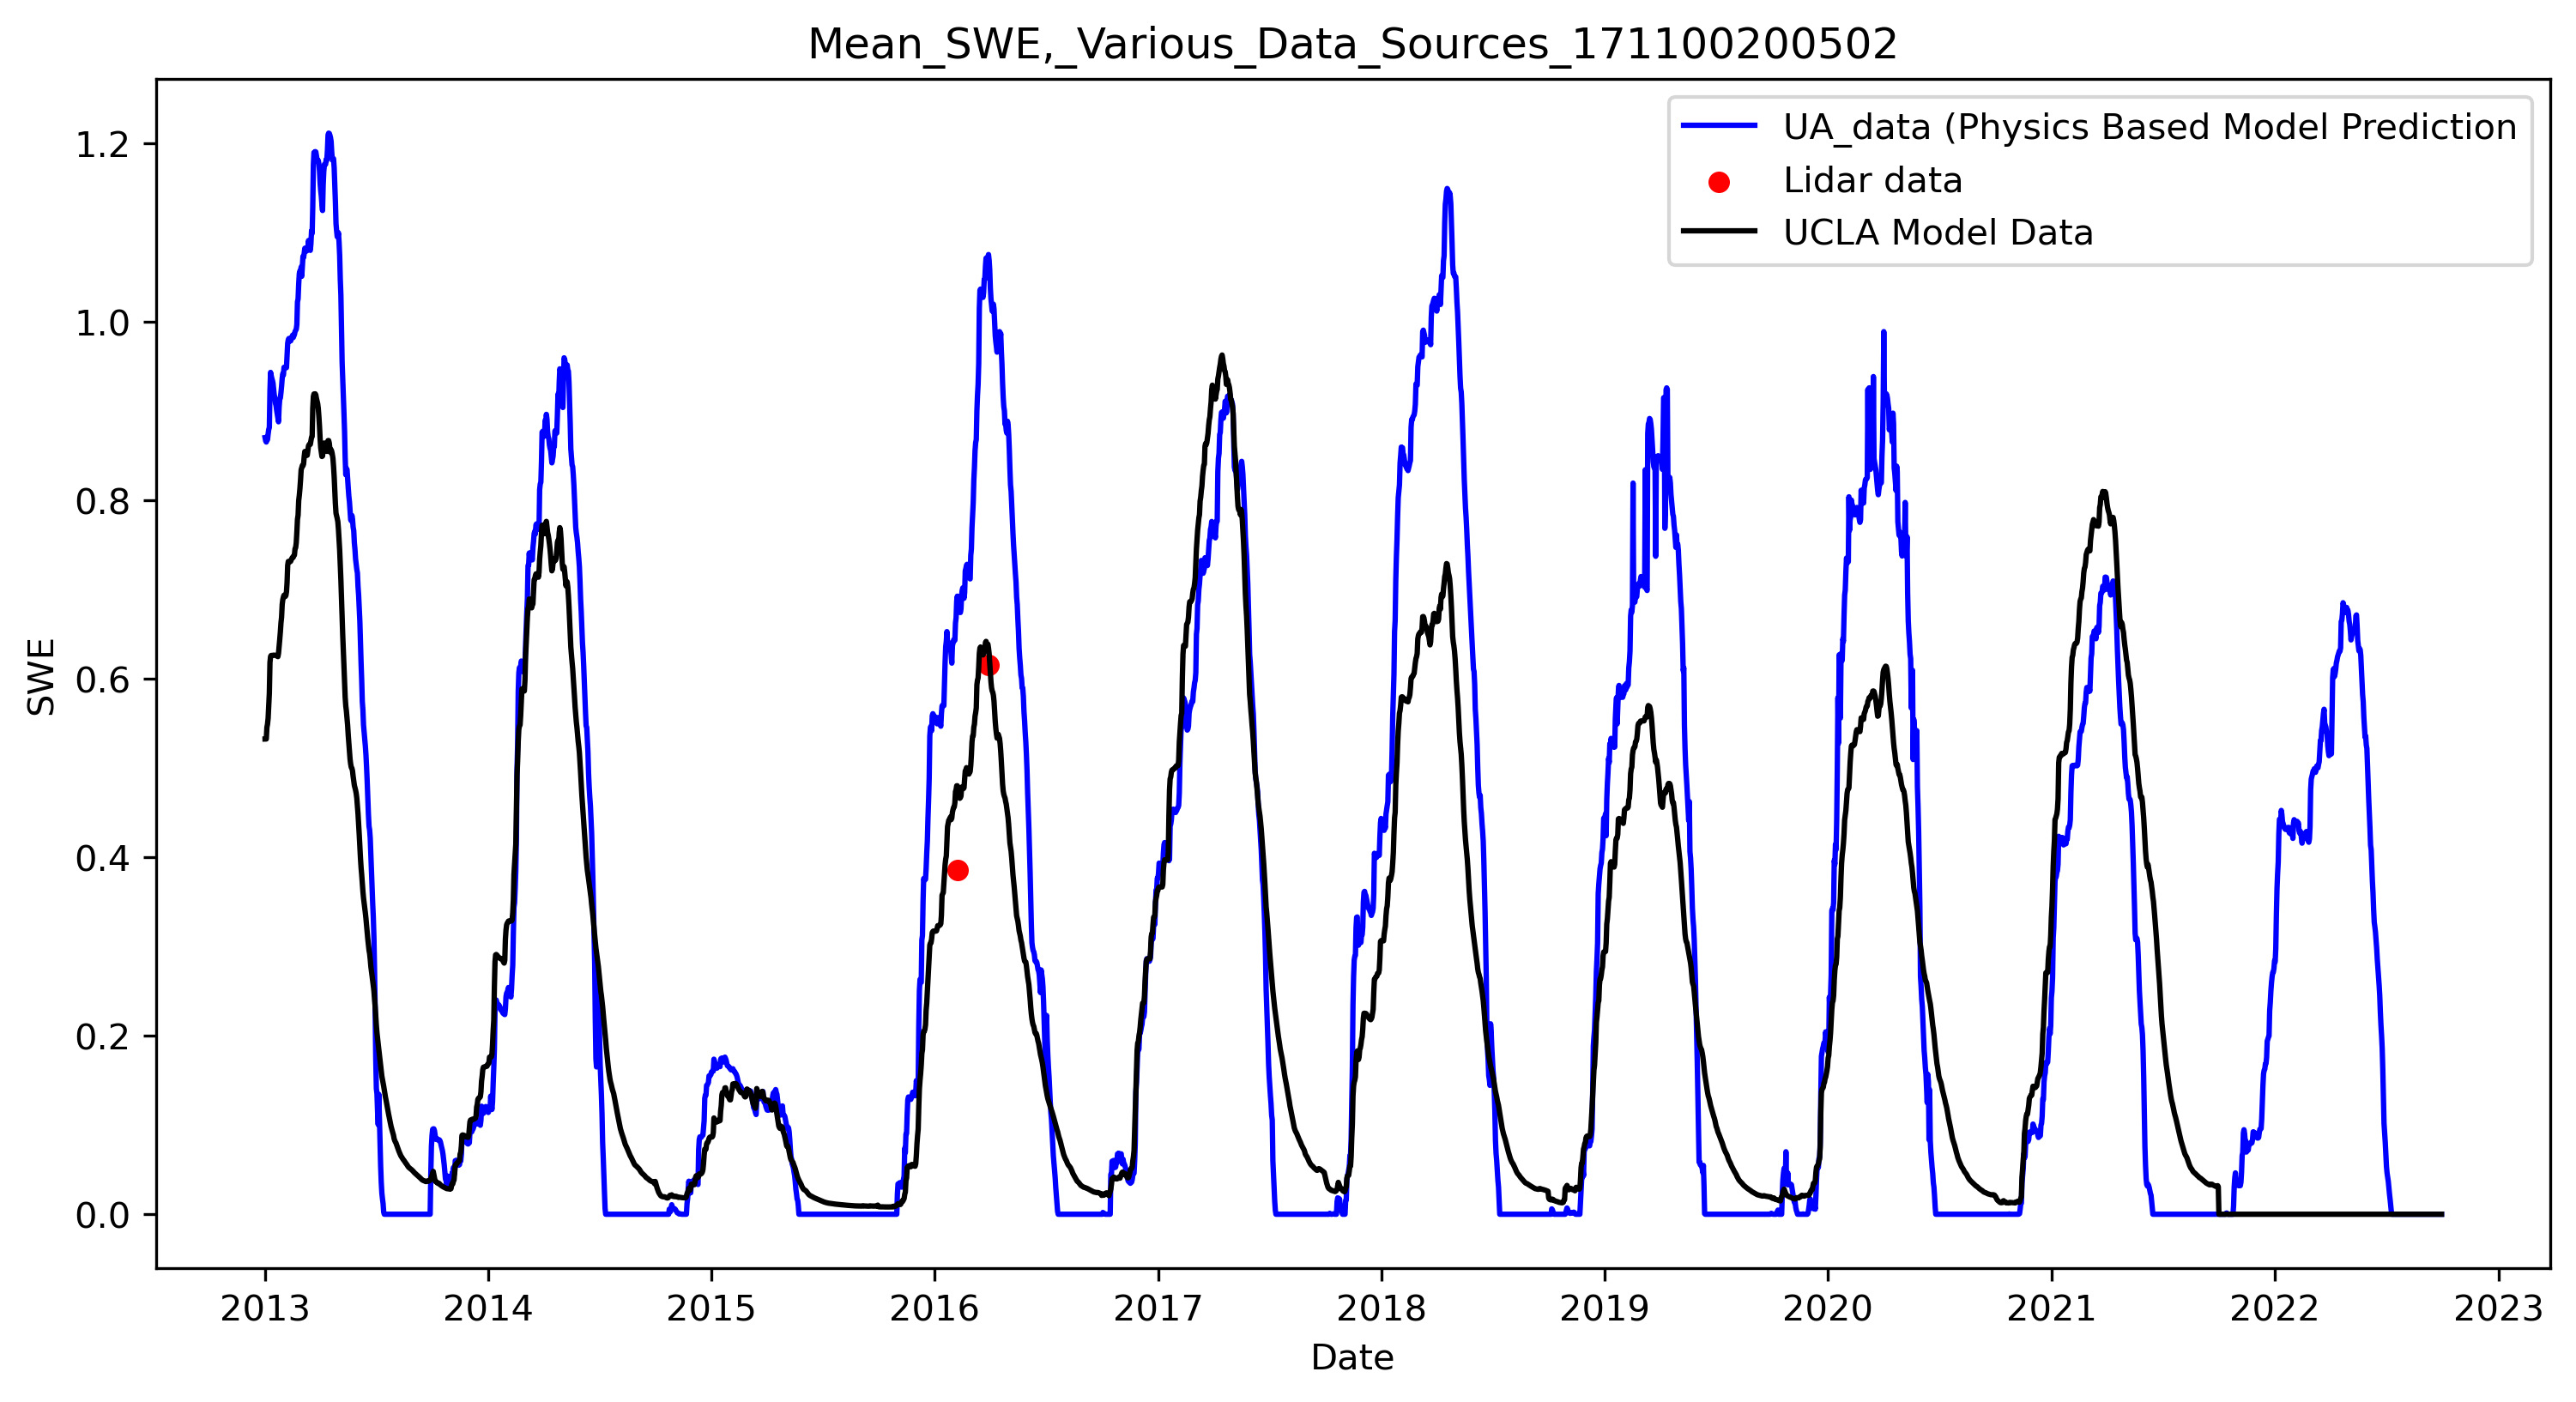 Mean_SWE,_Various_Data_Sources_171100200502
UA_data (Physics Based Model Prediction
Lidar data
UCLA Model Data
SWE
1.2
1.0
0.8
0.6
0.4
0.2
0.0
2013 2014 2015 2016 2017 2018 2019 2020 2021 2022 2023
Date